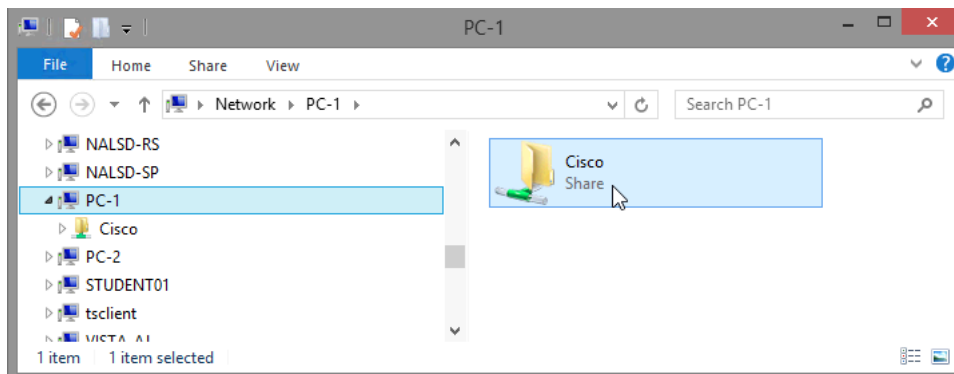 PC-1
File Home Share View
Network PC-1
Search PC-1
NALSD-RS
NALSD-SP
PC-1
Cisco
PC-2
STUDENT01
tsclient
Cisco
Share
1 item 1 item selected